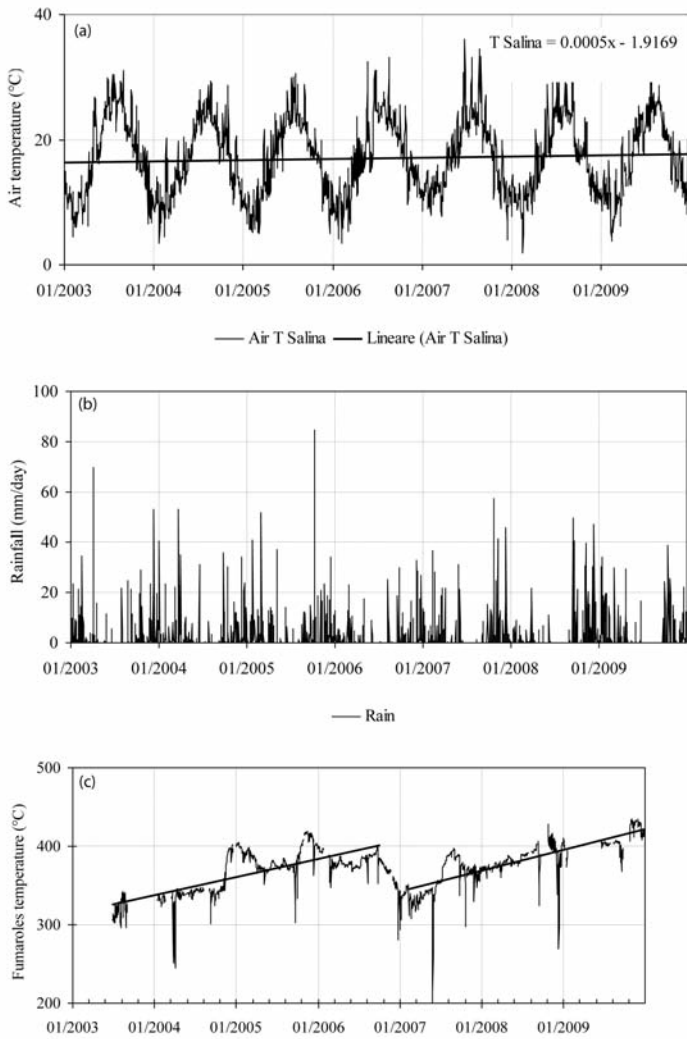 (a)
T Salina = 0.0005x - 1.9169
Air temperature (°C)
40
20
0
01/2003 01/2004 01/2005 01/2006 01/2007 01/2008 01/2009
Air T Salina Lineare (Air T Salina)
(b)
Rainfall (mm/day)
100
80
60
40
20
0
01/2003 01/2004 01/2005 01/2006 01/2007 01/2008 01/2009
Rain
(c)
Fumaroles temperature (°C)
500
400
300
200
01/2003 01/2004 01/2005 01/2006 01/2007 01/2008 01/2009